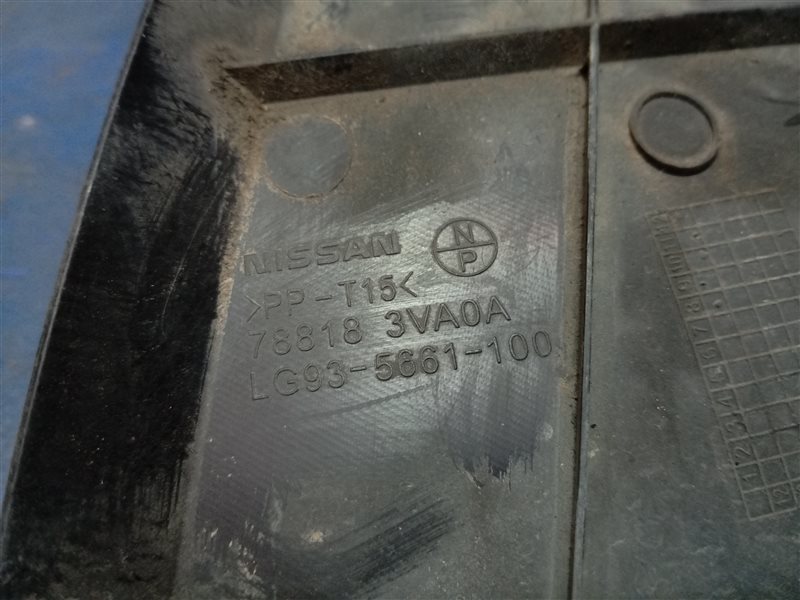 NISSAN
N
P
>PP-T15<
78818 3VA0A
LG93-5661-100